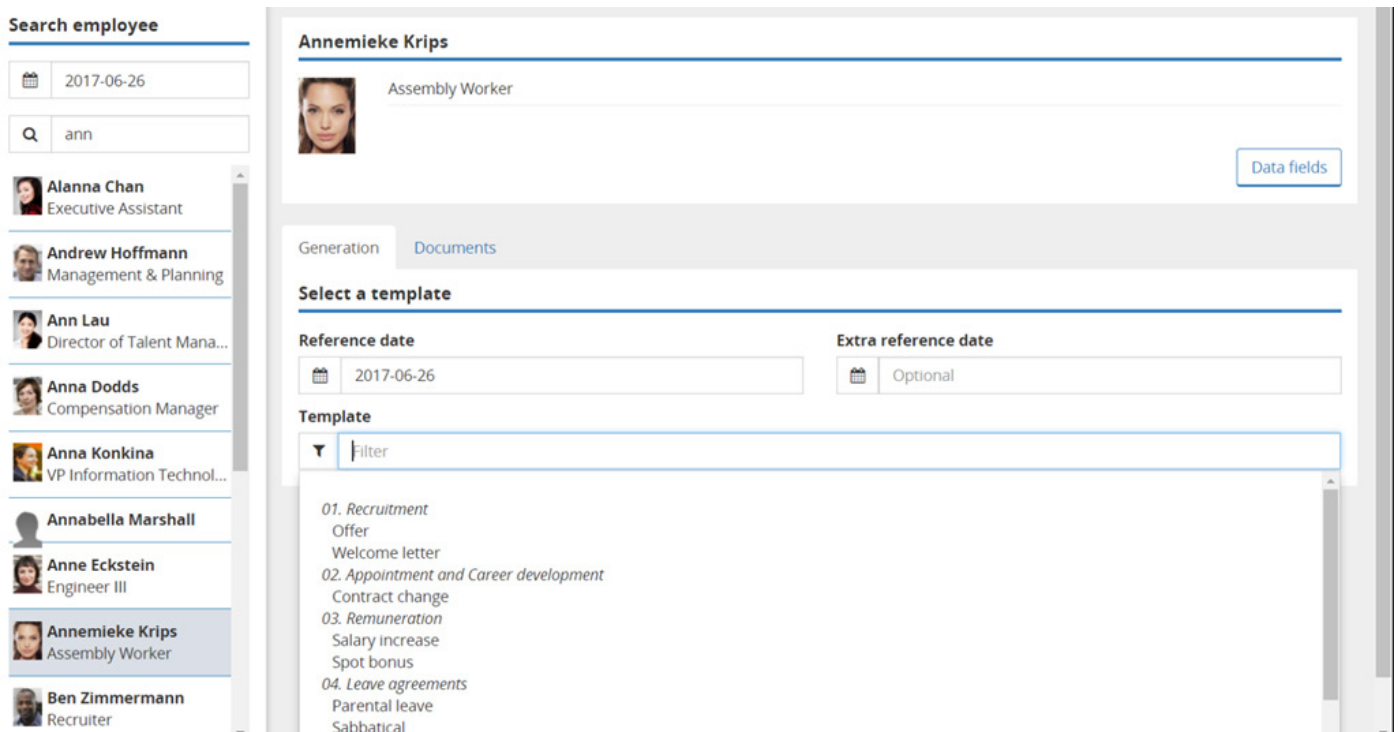 Search employee
2017-06-26
ann
Alanna Chan
Executive Assistant
Andrew Hoffmann
Management & Planning
Ann Lau
Director of Talent Mana...
Anna Dodds
Compensation Manager
Anna Konkina
VP Information Technol...
Annabella Marshall
Anne Eckstein
Engineer III
Annemieke Krips
Assembly Worker
Ben Zimmermann
Recruiter
Annemieke Krips
Assembly Worker
Data fields
Generation Documents
Select a template
Reference date Extra reference date
2017-06-26 Optional
Template
Filter
01. Recruitment
Offer
Welcome letter
02. Appointment and Career development
Contract change
03. Remuneration
Salary increase
Spot bonus
04. Leave agreements
Parental leave
Sabbatical